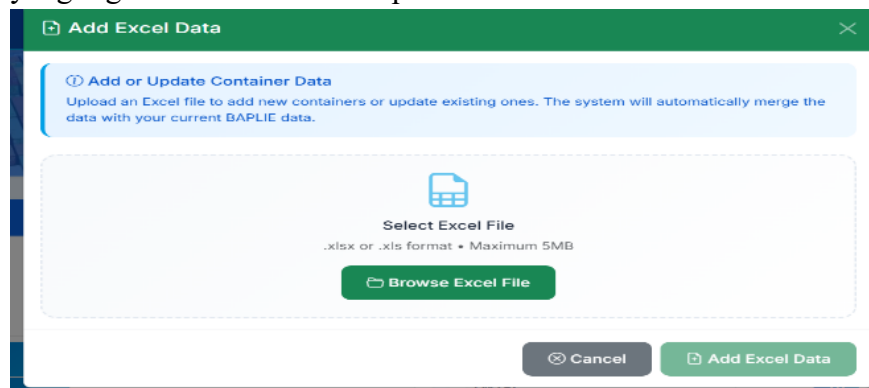 Add Excel Data
Add or Update Container Data
Upload an Excel file to add new containers or update existing ones. The system will automatically merge the
data with your current BAPLIE data.
Select Excel File
.xlsx or .xls format • Maximum 5MB
Browse Excel File
Cancel
Add Excel Data